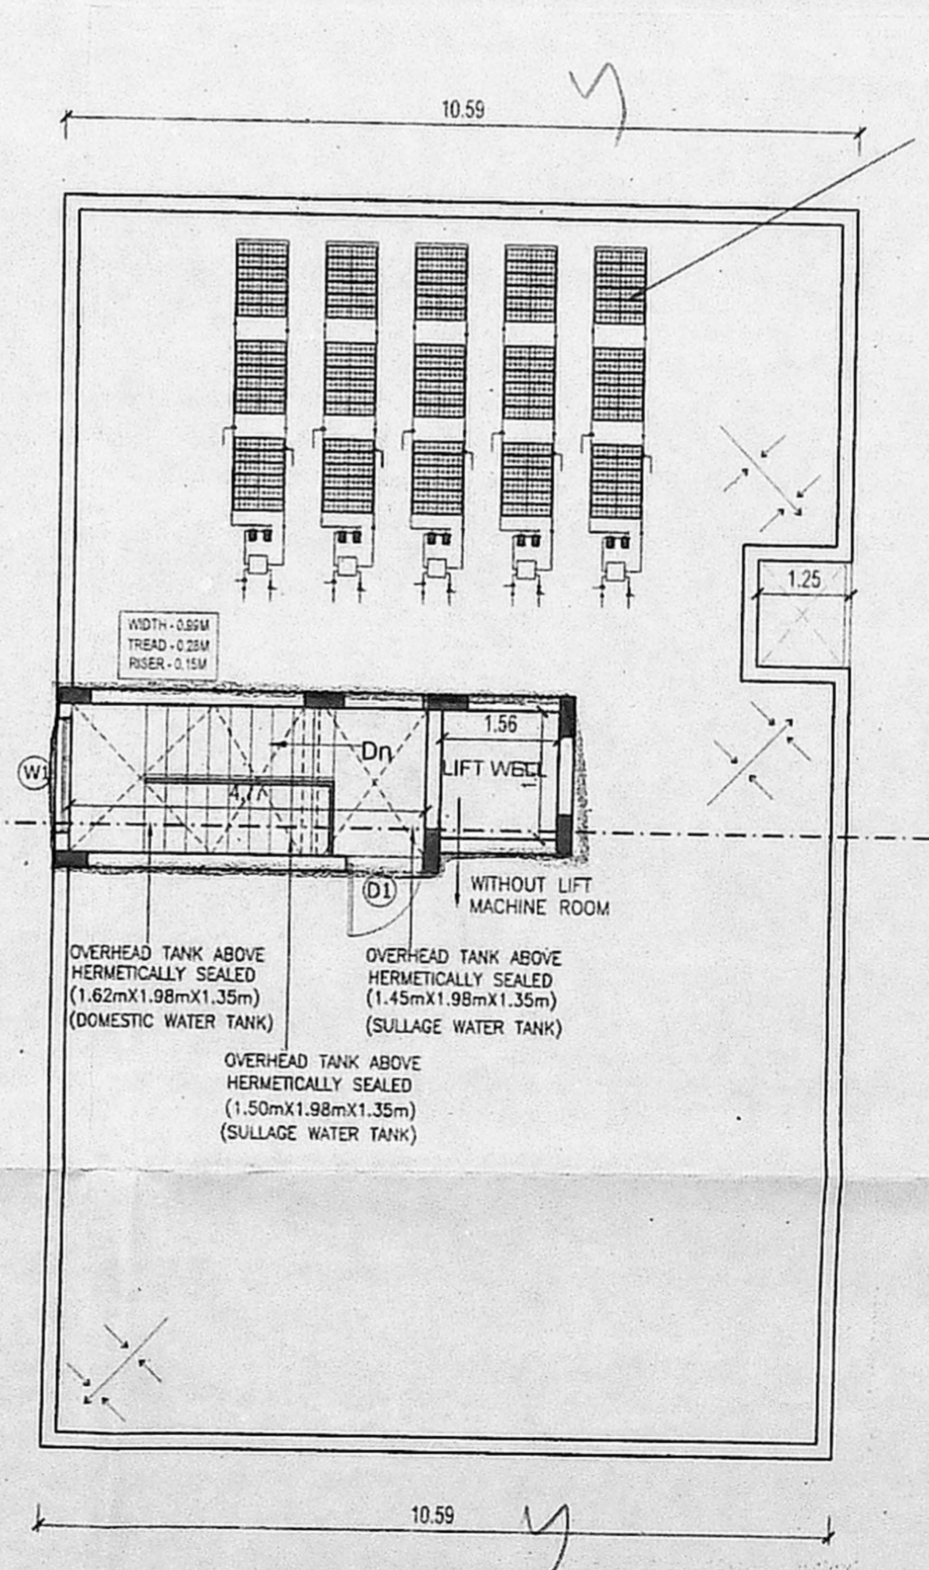 10.59
1.25
WIDTH - 0.99M
TREAD - 0.28M
RISER - 0.15M
1.56
Dn
LIFT WELL
W1
4.77
D1
WITHOUT LIFT
MACHINE ROOM
OVERHEAD TANK ABOVE
HERMETICALLY SEALED
(1.62mX1.98mX1.35m)
(DOMESTIC WATER TANK)
OVERHEAD TANK ABOVE
HERMETICALLY SEALED
(1.45mX1.98mX1.35m)
(SULLAGE WATER TANK)
OVERHEAD TANK ABOVE
HERMETICALLY SEALED
(1.50mX1.98mX1.35m)
(SULLAGE WATER TANK)
10.59